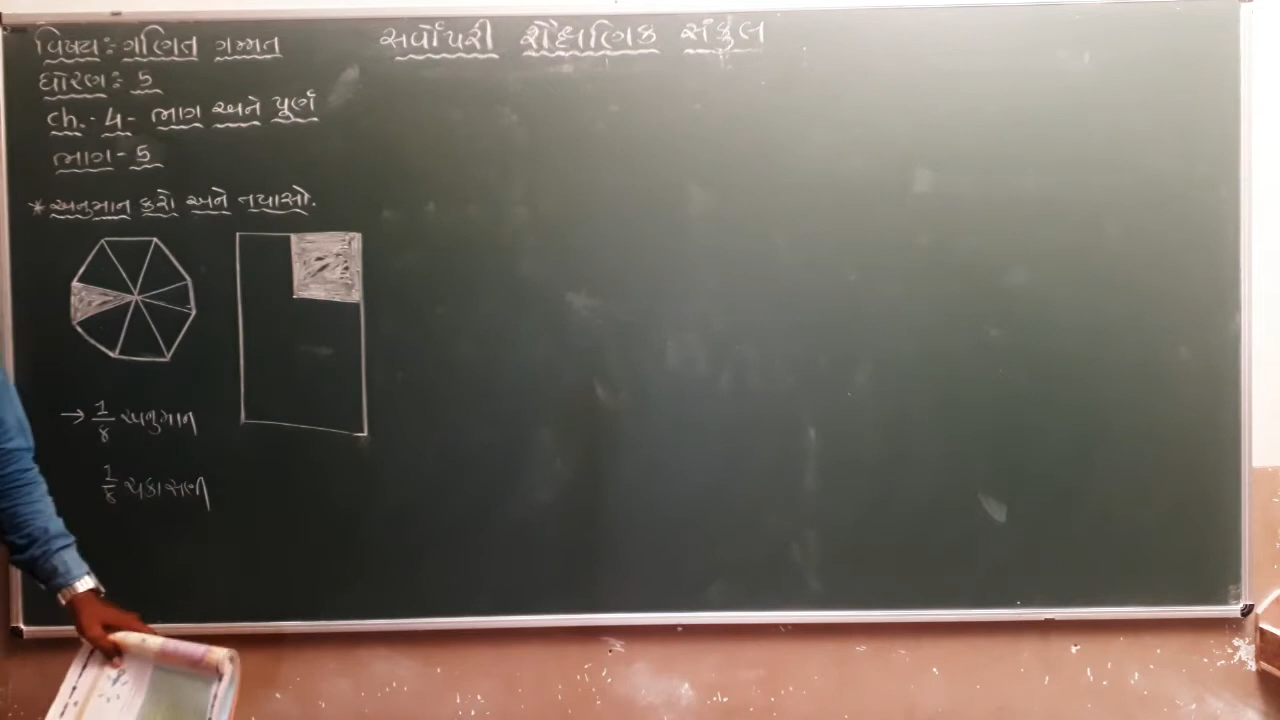 વિષય:- ગણિત ગમ્મત
સર્વોપરી શૈક્ષણિક સંકુલ
ધોરણ:- 5
ch.- 4- ભાગ અને પૂર્ણ
ભાગ- 5
* અનુમાન કરો અને તપાસો.
→ 1/8 અનુમાન
1/8 ચકાસણી